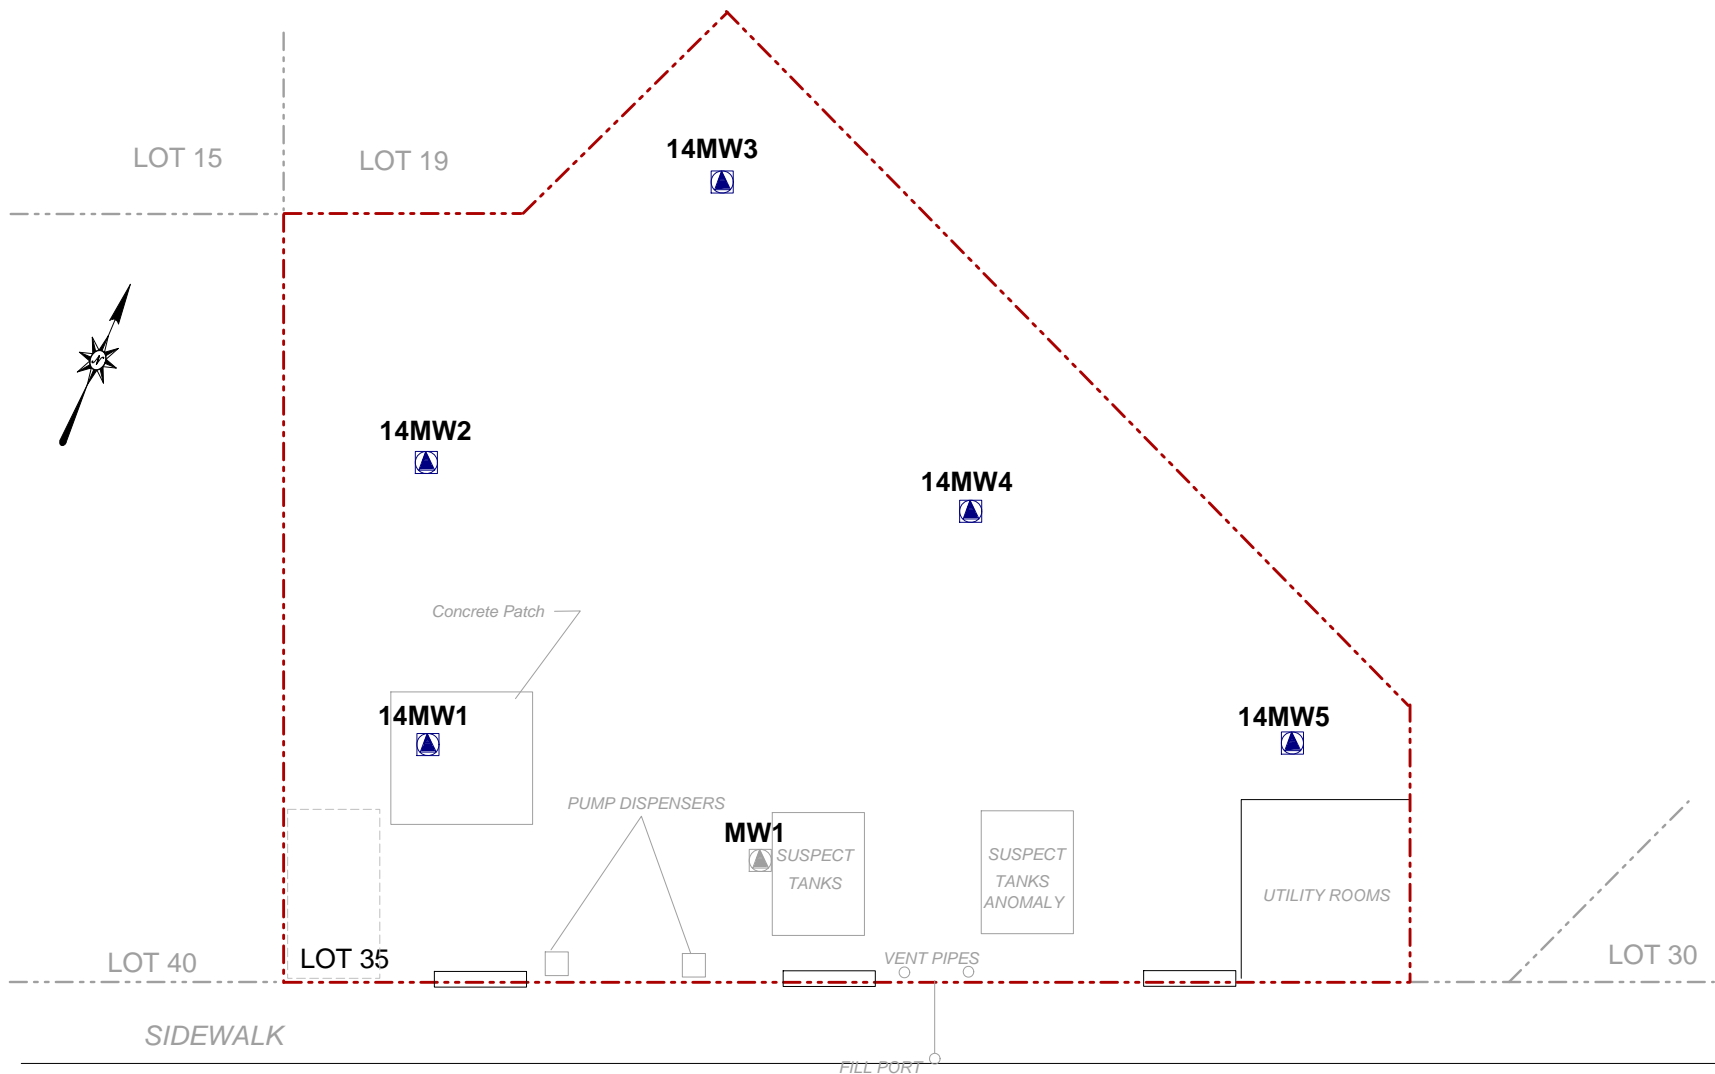 14MW3
LOT 15
LOT 19
N
14MW2
14MW4
Concrete Patch
14MW1
14MW5
PUMP DISPENSERS
MW1
SUSPECT
TANKS
SUSPECT
TANKS
ANOMALY
UTILITY ROOMS
LOT 40
LOT 35
VENT PIPES
LOT 30
SIDEWALK
FILL PORT